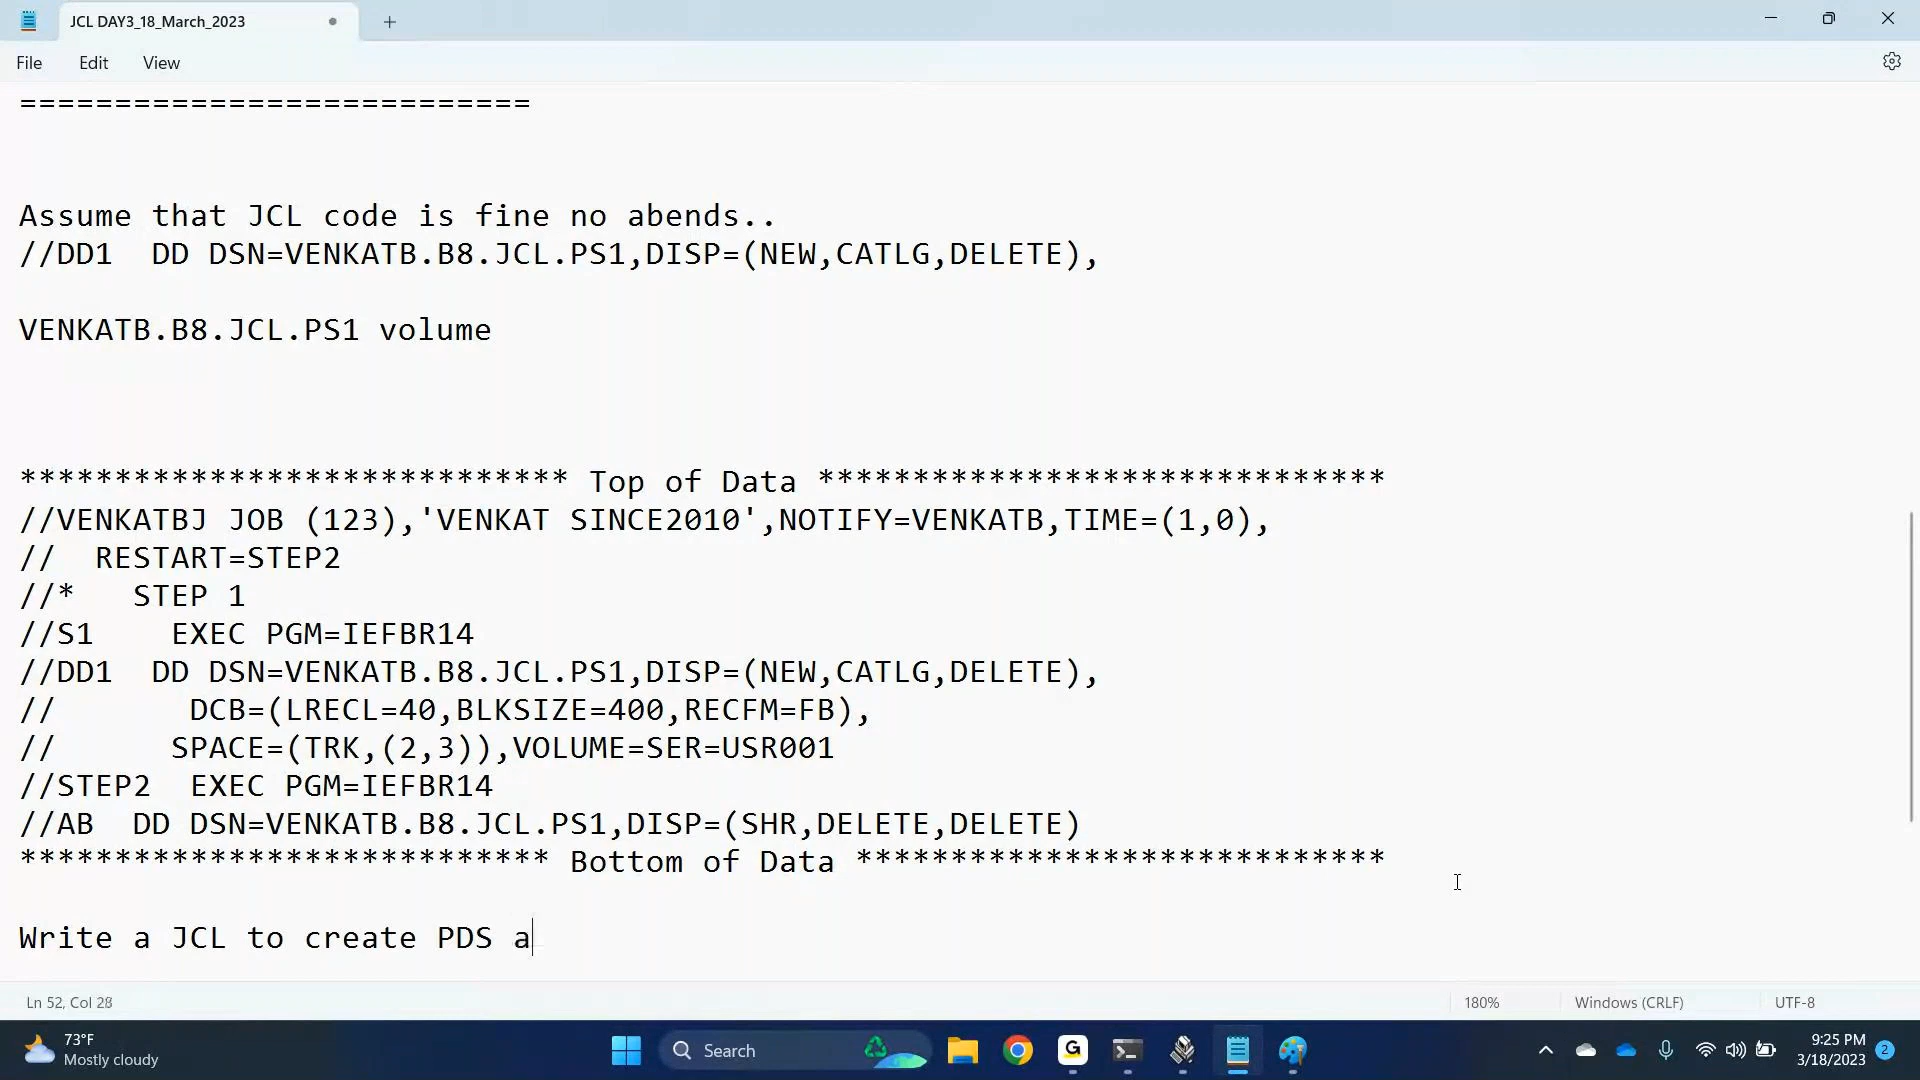 JCL DAY3_18_March_2023
File Edit View
===========================
Assume that JCL code is fine no abends..
//DD1  DD DSN=VENKATB.B8.JCL.PS1,DISP=(NEW,CATLG,DELETE),
VENKATB.B8.JCL.PS1 volume
***************************** Top of Data ******************************
//VENKATBJ JOB (123),'VENKAT SINCE2010',NOTIFY=VENKATB,TIME=(1,0),
//  RESTART=STEP2
//*   STEP 1
//S1    EXEC PGM=IEFBR14
//DD1  DD DSN=VENKATB.B8.JCL.PS1,DISP=(NEW,CATLG,DELETE),
//       DCB=(LRECL=40,BLKSIZE=400,RECFM=FB),
//      SPACE=(TRK,(2,3)),VOLUME=SER=USR001
//STEP2  EXEC PGM=IEFBR14
//AB  DD DSN=VENKATB.B8.JCL.PS1,DISP=(SHR,DELETE,DELETE)
**************************** Bottom of Data ****************************
Write a JCL to create PDS a
Ln 52, Col 28 180% Windows (CRLF) UTF-8
73°F
Mostly cloudy
Search
G
9:25 PM
3/18/2023
2